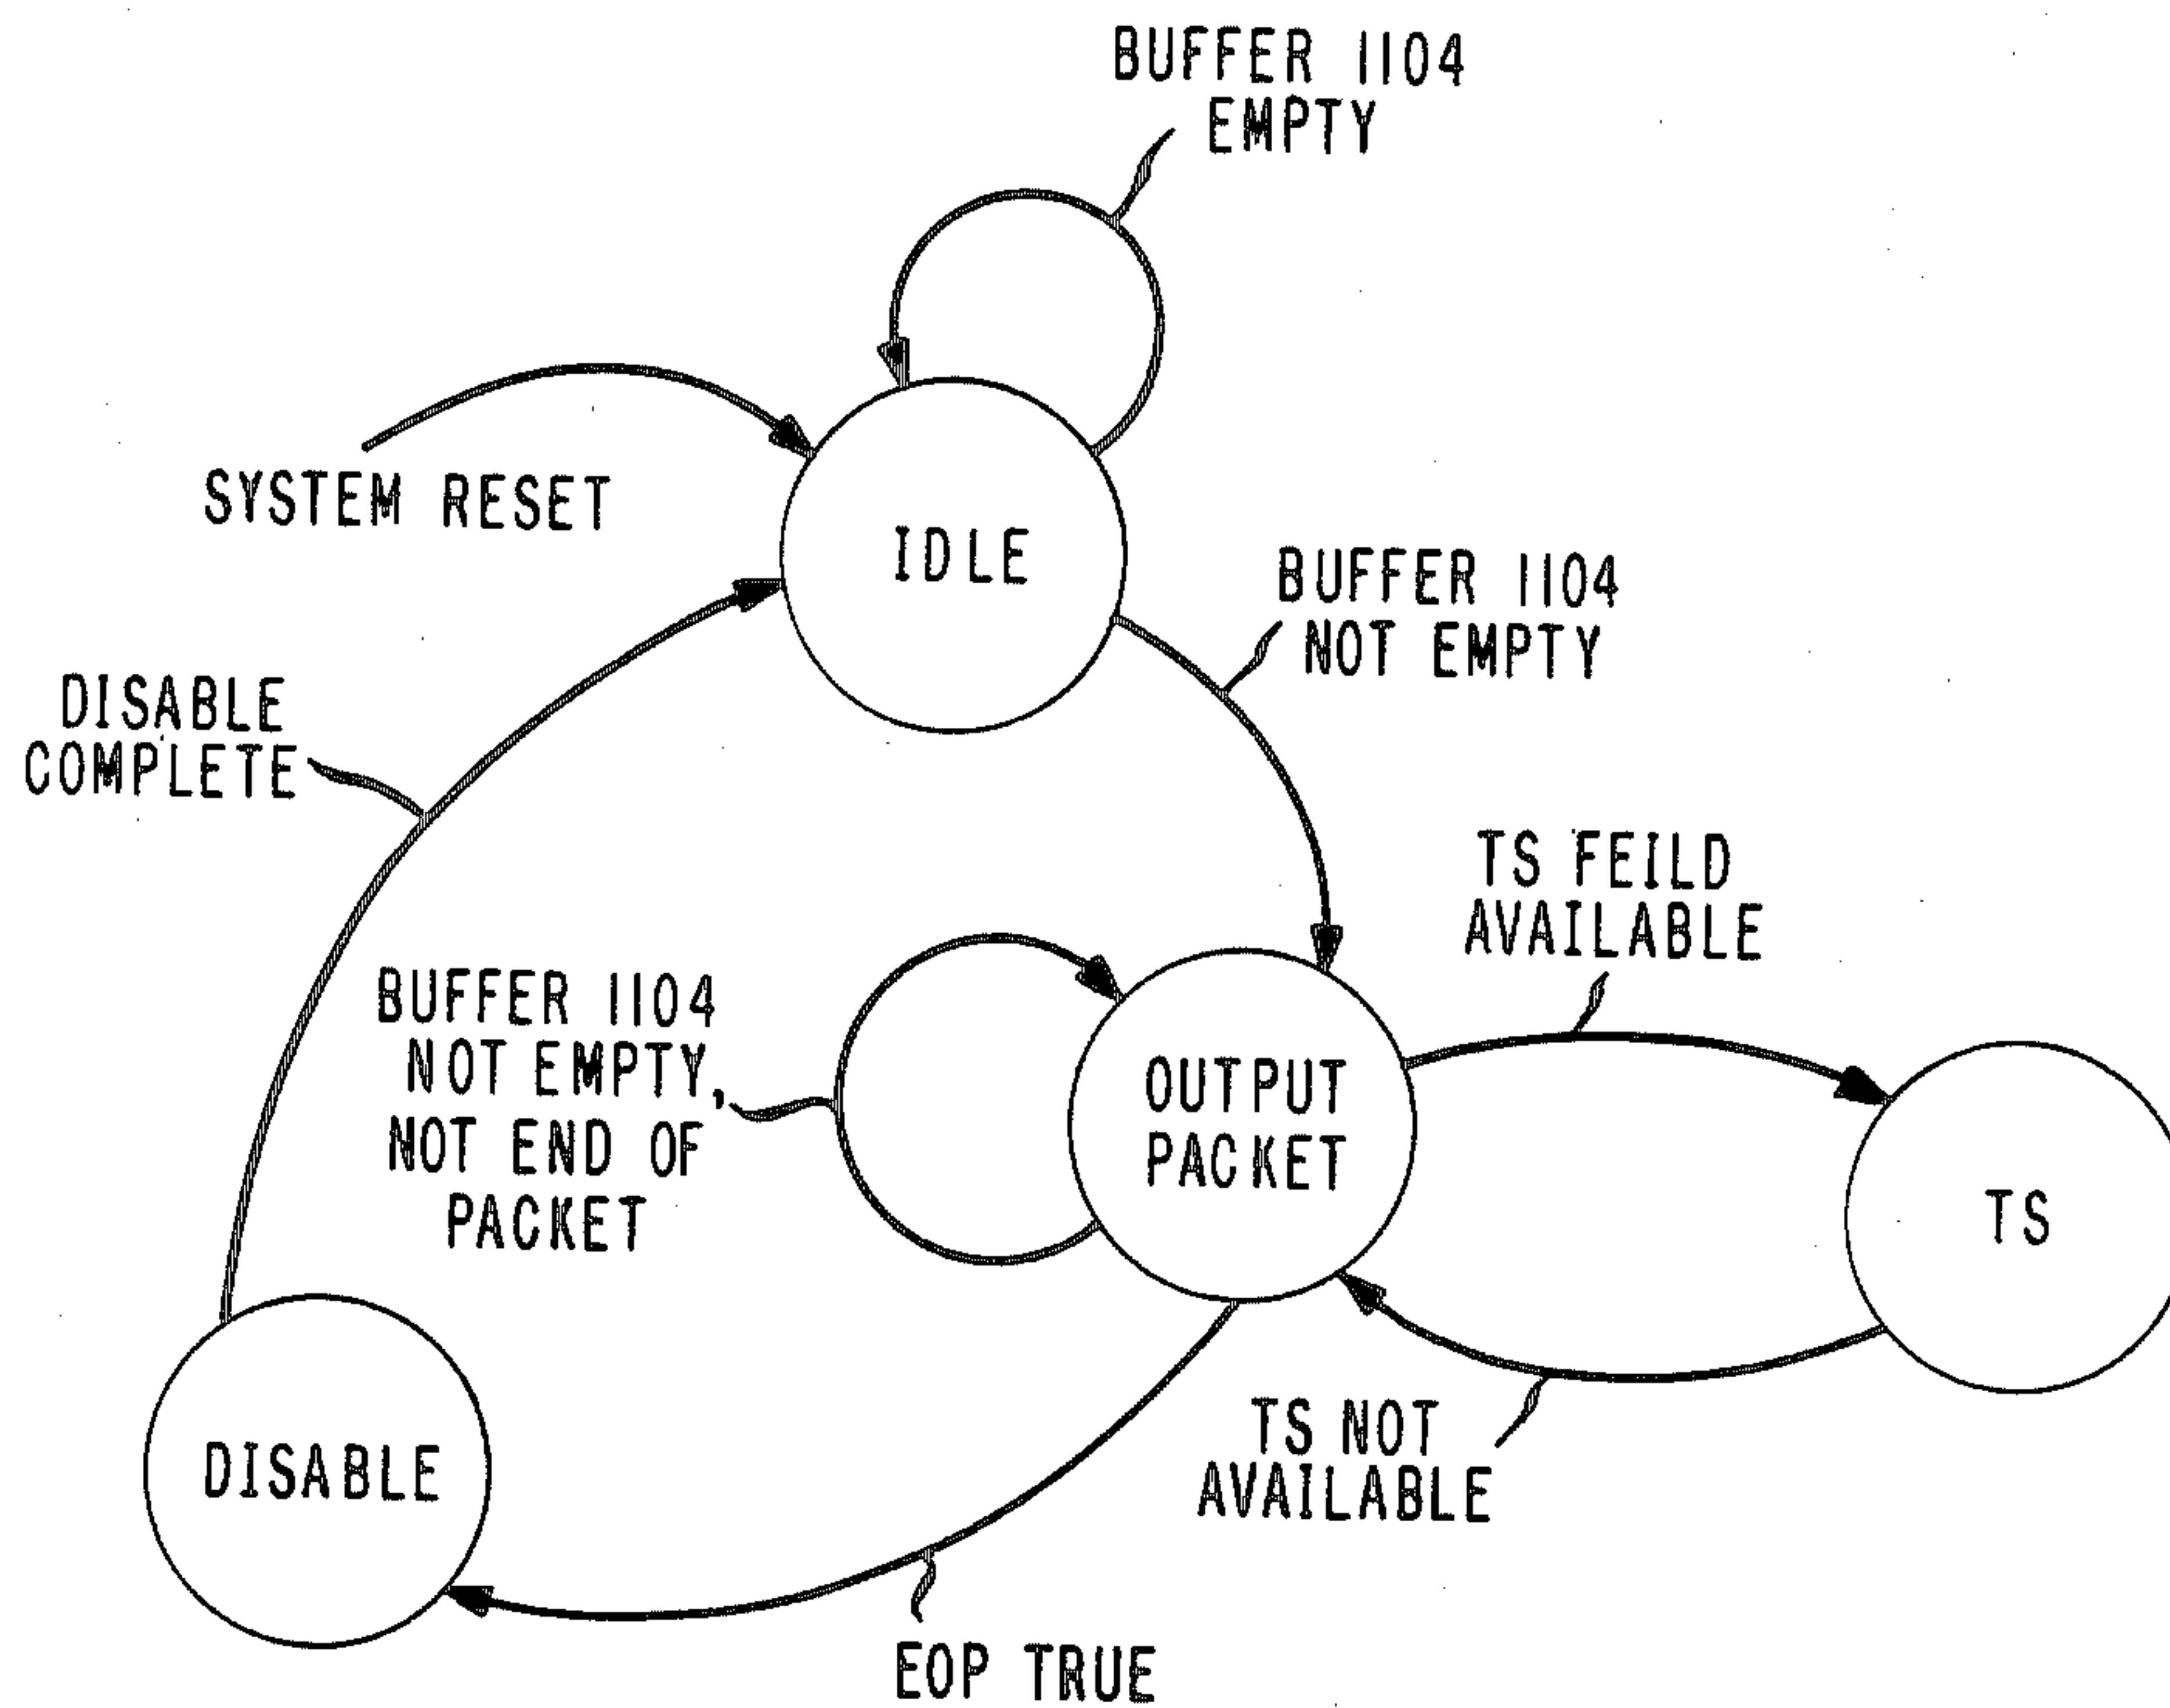 BUFFER 1104
EMPTY
SYSTEM RESET
IDLE
BUFFER 1104
NOT EMPTY
DISABLE
COMPLETE
TS FEILD
AVAILABLE
BUFFER 1104
NOT EMPTY,
NOT END OF
PACKET
OUTPUT
PACKET
TS
TS NOT
AVAILABLE
DISABLE
EOP TRUE